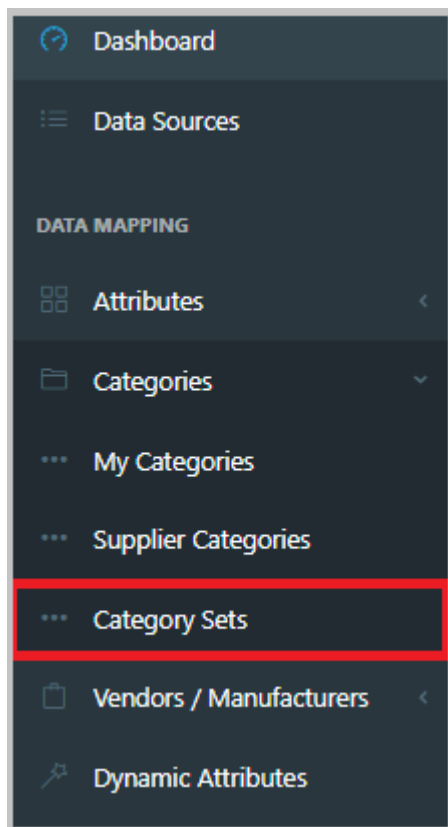 Dashboard
Data Sources
DATA MAPPING
Attributes
Categories
My Categories
Supplier Categories
Category Sets
Vendors / Manufacturers
Dynamic Attributes